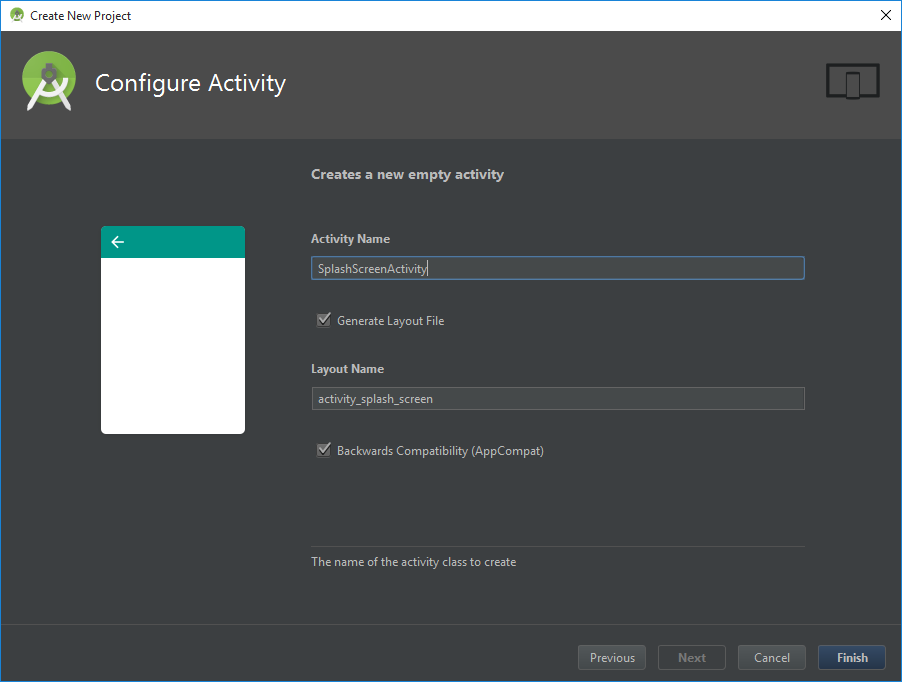 Create New Project
Configure Activity
Creates a new empty activity
Activity Name
SplashScreenActivity
Generate Layout File
Layout Name
activity_splash_screen
Backwards Compatibility (AppCompat)
The name of the activity class to create
Previous
Next
Cancel
Finish